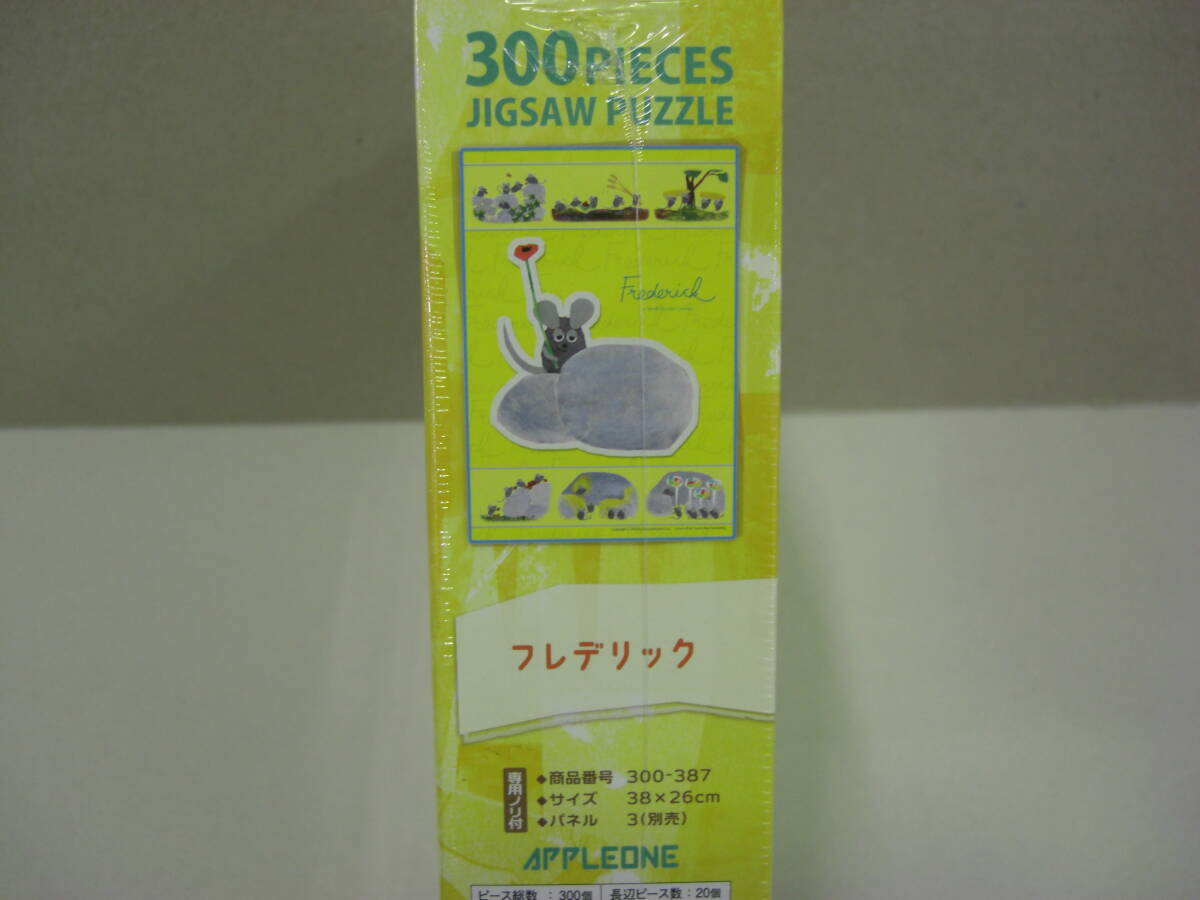 300 PIECES
JIGSAW PUZZLE
Frederick
フレデリック
専用ノリ付
◆商品番号 300-387
◆サイズ 38×26cm
◆パネル 3(別売)
APPLEONE
ピース総数 : 300個 長辺ピース数 : 20個